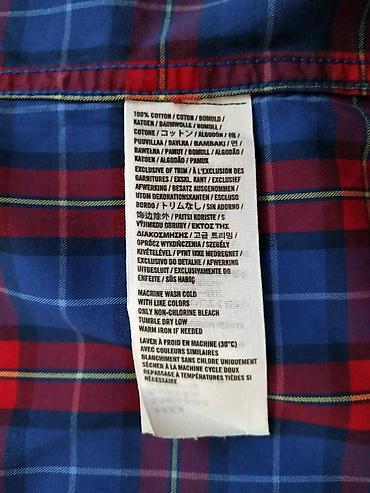 100% COTTON / COTON / BOMULD /
KATOEN / BAUMWOLLE / BOMULL /
COTONE / コットン / ALGODÓN / 棉/
PUUVILLAA / BAVLNA / ΒΑΜΒΑΚΙ / 면 /
BAWEŁNA / PAMUT / BOMULL / ALGODÃO /
KATOEN / ALGODÃO / PAMUK
EXCLUSIVE OF TRIM / À L'EXCLUSION DES
GARNITURES / EKSKL. KANT / EXCLUSIEF
AFWERKING / BESATZ AUSGENOMMEN /
UTOM DEKORATIONSKANTEN / ESCLUSO
BORDO / トリムなし / SIN ADORNO /
饰边除外 / PAITSI KORISTE / S
VÝJIMKOU OBRUBY / ΕΚΤΟΣ ΤΗΣ
ΔΙΑΚΟΣΜΗΣΗΣ / 고급 트리밍 /
OPRÓCZ WYKOŃCZENIA / SZEGÉLY
KIVÉTELÉVEL / PYNT IKKE MEDREGNET /
EXCLUSIVO DO DETALHE / AFWERKING
UITGESLUIT / EXCLUSIVAMENTE DO
ENFEITE / SÜS HARİÇ
MACHINE WASH COLD
WITH LIKE COLORS
ONLY NON-CHLORINE BLEACH
TUMBLE DRY LOW
WARM IRON IF NEEDED
LAVER À FROID EN MACHINE (30°C)
AVEC COULEURS SIMILAIRES
BLANCHIMENT SANS CHLORE UNIQUEMENT
SÉCHER À LA MACHINE CYCLE DOUX
REPASSAGE À TEMPÉRATURES TIÈDES SI
NÉCESSAIRE